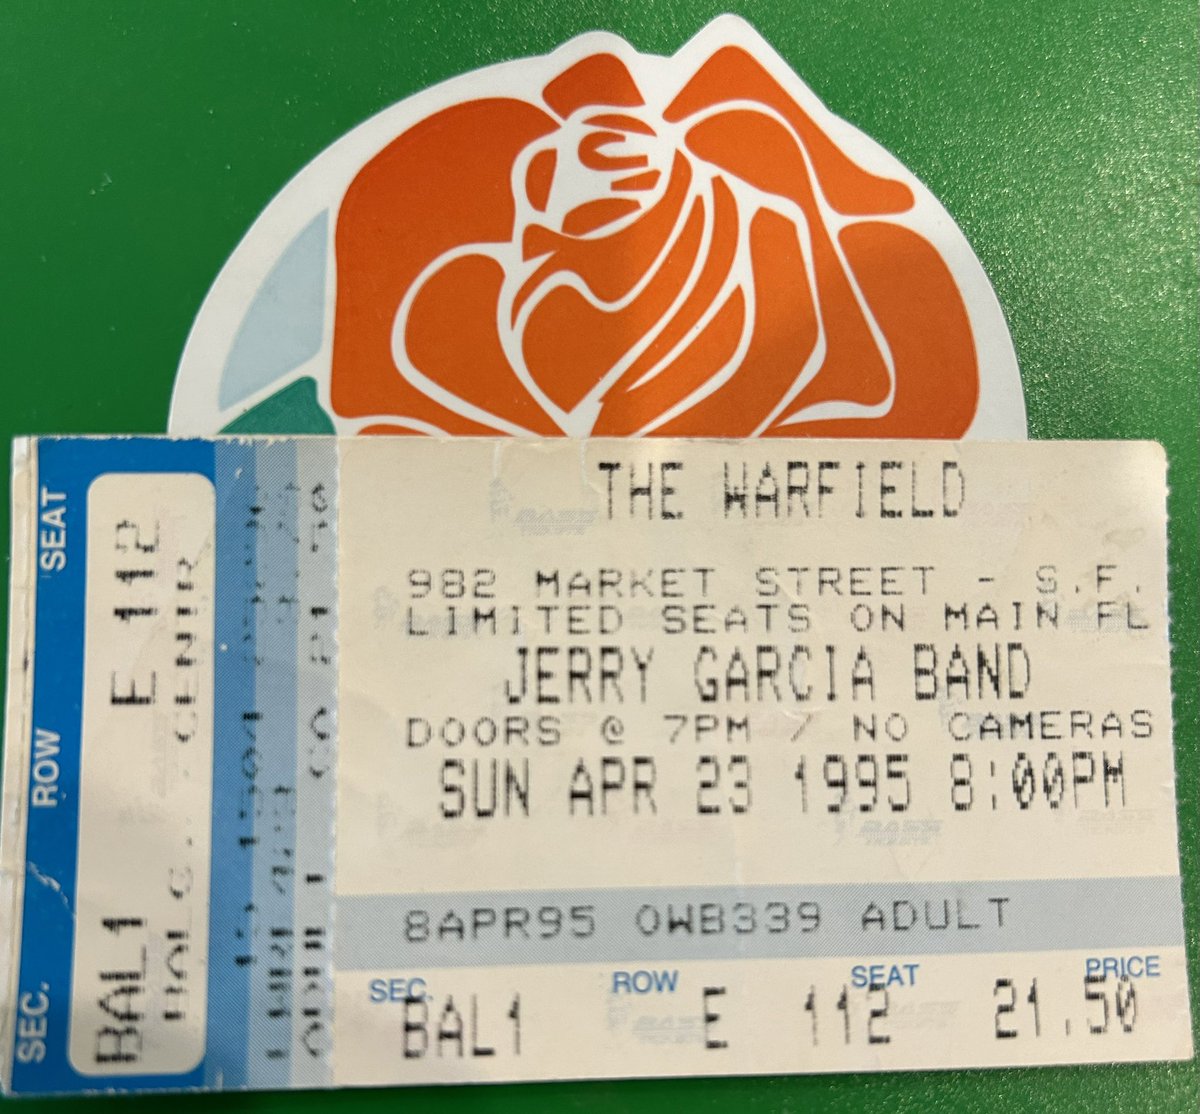 THE WARFIELD
982 MARKET STREET - S.F.
LIMITED SEATS ON MAIN FL
JERRY GARCIA BAND
DOORS @ 7PM / NO CAMERAS
SUN APR 23 1995 8:00PM
8APR95 OWB339 ADULT
SEC. ROW SEAT PRICE
BAL1 E 112 21.50
SEC. ROW SEAT
BAL1 E 112